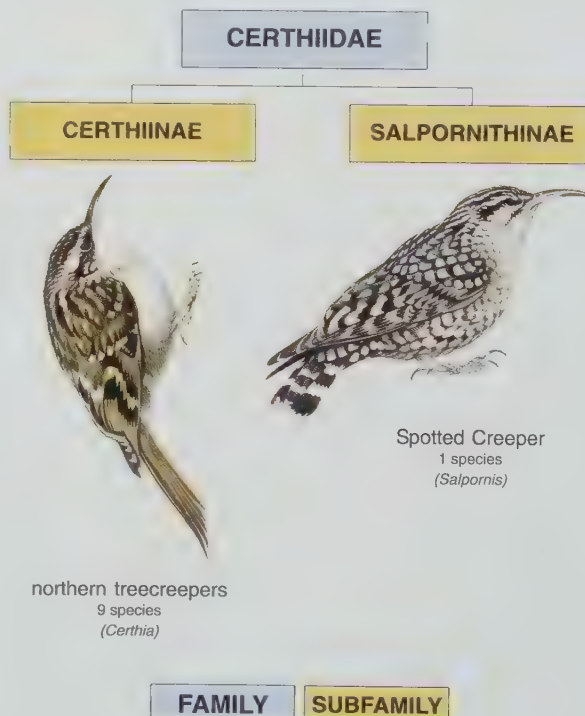 CERTHIIDAE
CERTHIINAE
SALPORNITHINAE
Spotted Creeper
1 species
(Salpornis)
northern treecreepers
9 species
(Certhia)
FAMILY
SUBFAMILY